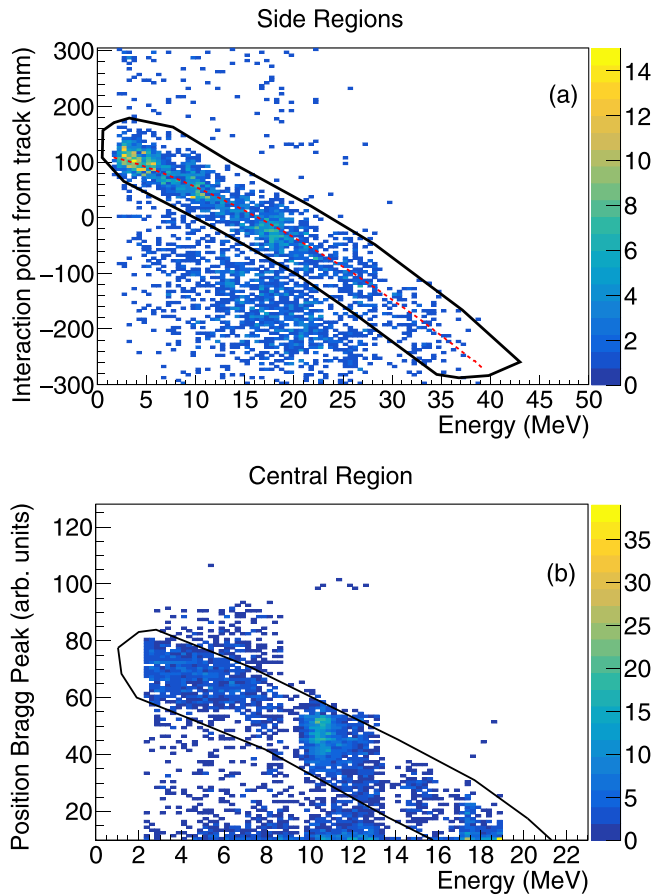 Side Regions
Interaction point from track (mm)
300
200
100
0
−100
−200
−300
(a)
14
12
10
8
6
4
2
0
0 5 10 15 20 25 30 35 40 45 50
Energy (MeV)
Central Region
Position Bragg Peak (arb. units)
120
100
80
60
40
20
(b)
35
30
25
20
15
10
5
0
0 2 4 6 8 10 12 14 16 18 20 22
Energy (MeV)